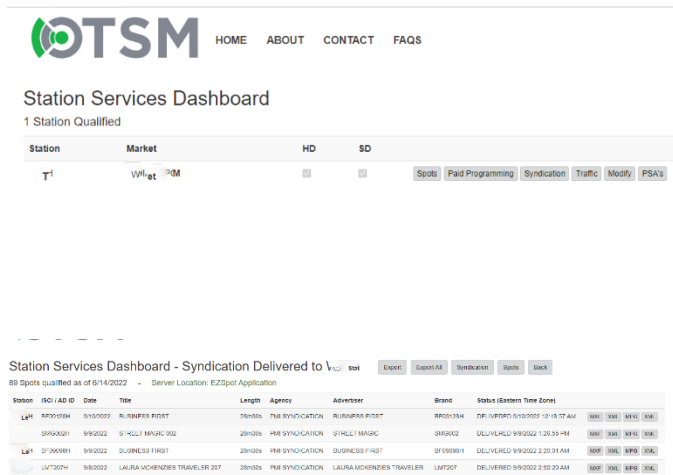 OTSM HOME ABOUT CONTACT FAQS
Station Services Dashboard
1 Station Qualified
Station Market HD SD
Spots Paid Programming Syndication Traffic Modify PSA's
Station Services Dashboard - Syndication Delivered to Export Export All Syndication Spots Back
89 Spots qualified as of 6/14/2022 - Server Location: EZSpot Application
Station ISCI / AD ID Date Title Length Agency Advertiser Brand Status (Eastern Time Zone)
BF09128H 9/10/2022 BUSINESS FIRST 28m30s PMI SYNDICATION BUSINESS FIRST BF09128H DELIVERED 9/10/2022 12:18:57 AM MXF XML MPG XML
SMG002H 9/9/2022 STREET MAGIC 002 28m30s PMI SYNDICATION STREET MAGIC SMG002 DELIVERED 9/9/2022 1:26:55 PM MXF XML MPG XML
BF09098H 9/9/2022 BUSINESS FIRST 28m30s PMI SYNDICATION BUSINESS FIRST BF09098H DELIVERED 9/9/2022 2:20:31 AM MXF XML MPG XML
LMT207H 9/8/2022 LAURA MCKENZIES TRAVELER 207 28m30s PMI SYNDICATION LAURA MCKENZIES TRAVELER LMT207 DELIVERED 9/9/2022 2:50:20 AM MXF XML MPG XML